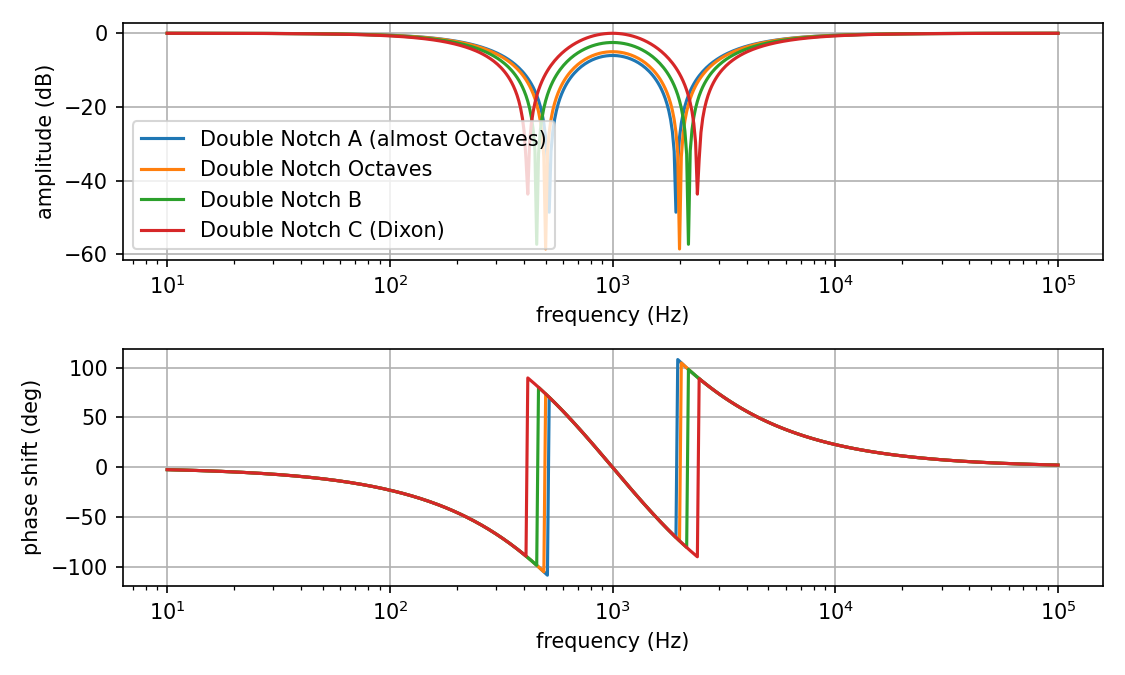 amplitude (dB)
0
−20
−40
−60
Double Notch A (almost Octaves)
Double Notch Octaves
Double Notch B
Double Notch C (Dixon)
10¹ 10² 10³ 10⁴ 10⁵
frequency (Hz)
phase shift (deg)
100
50
0
−50
−100
10¹ 10² 10³ 10⁴ 10⁵
frequency (Hz)